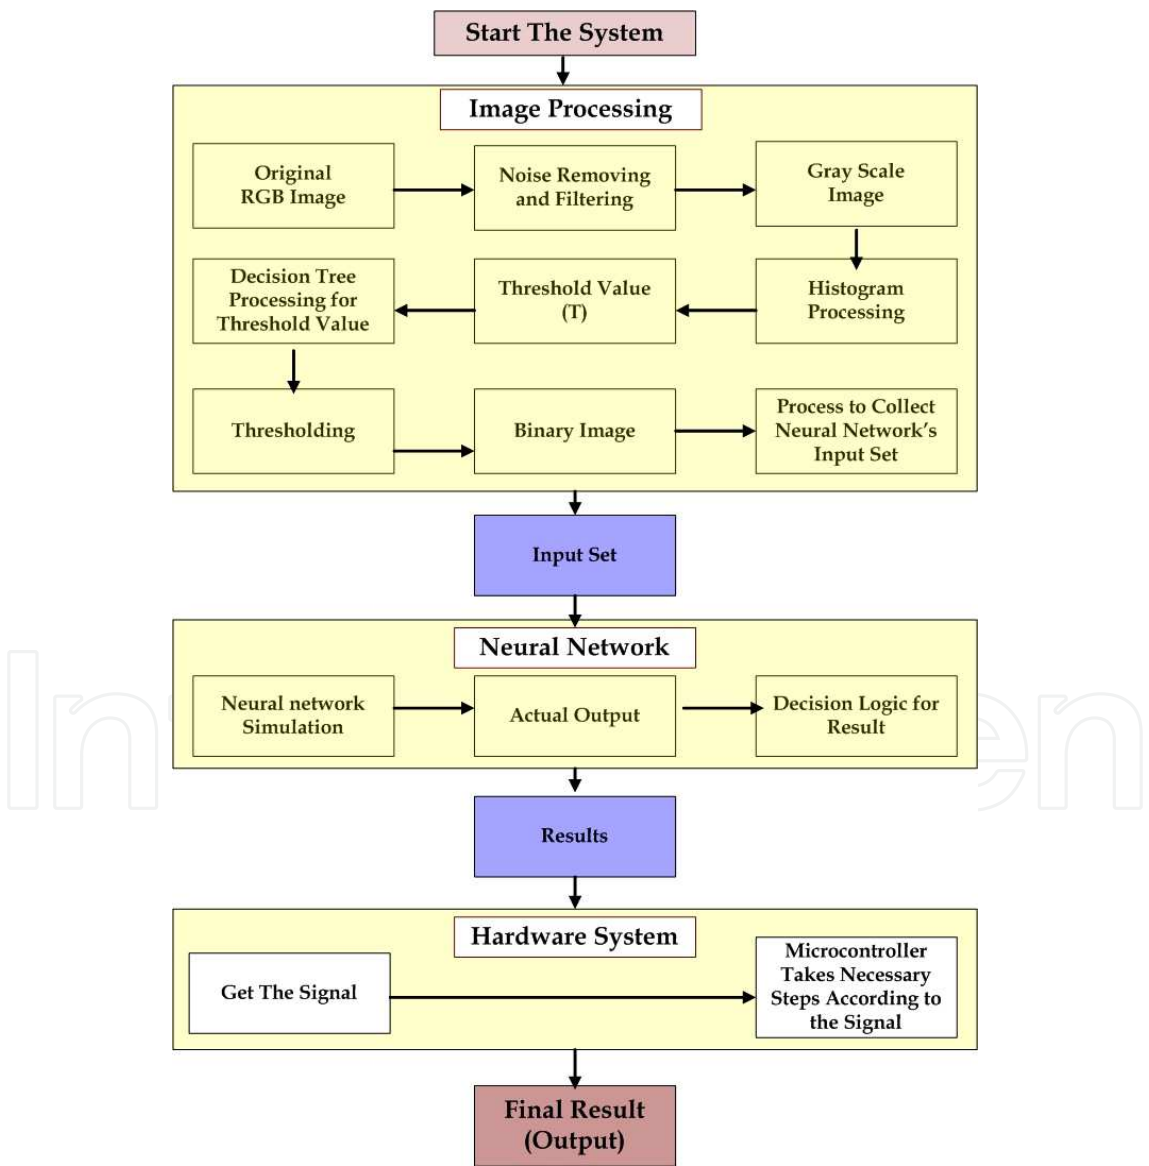 Start The System
Image Processing
Original
RGB Image
Noise Removing
and Filtering
Gray Scale
Image
Decision Tree
Processing for
Threshold Value
Threshold Value
(T)
Histogram
Processing
Thresholding
Binary Image
Process to Collect
Neural Network's
Input Set
Input Set
Neural Network
Neural network
Simulation
Actual Output
Decision Logic for
Result
Results
Hardware System
Get The Signal
Microcontroller
Takes Necessary
Steps According to
the Signal
Final Result
(Output)